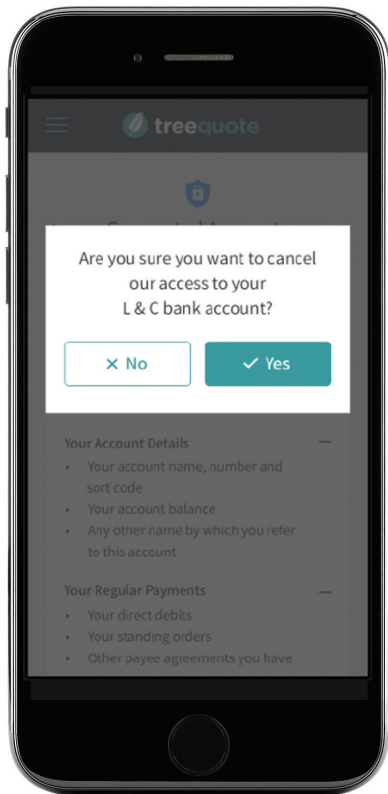 treequote
Are you sure you want to cancel
our access to your
L & C bank account?
× No
✓ Yes
Your Account Details
• Your account name, number and
sort code
• Your account balance
• Any other name by which you refer
to this account
Your Regular Payments
• Your direct debits
• Your standing orders
• Other payee agreements you have